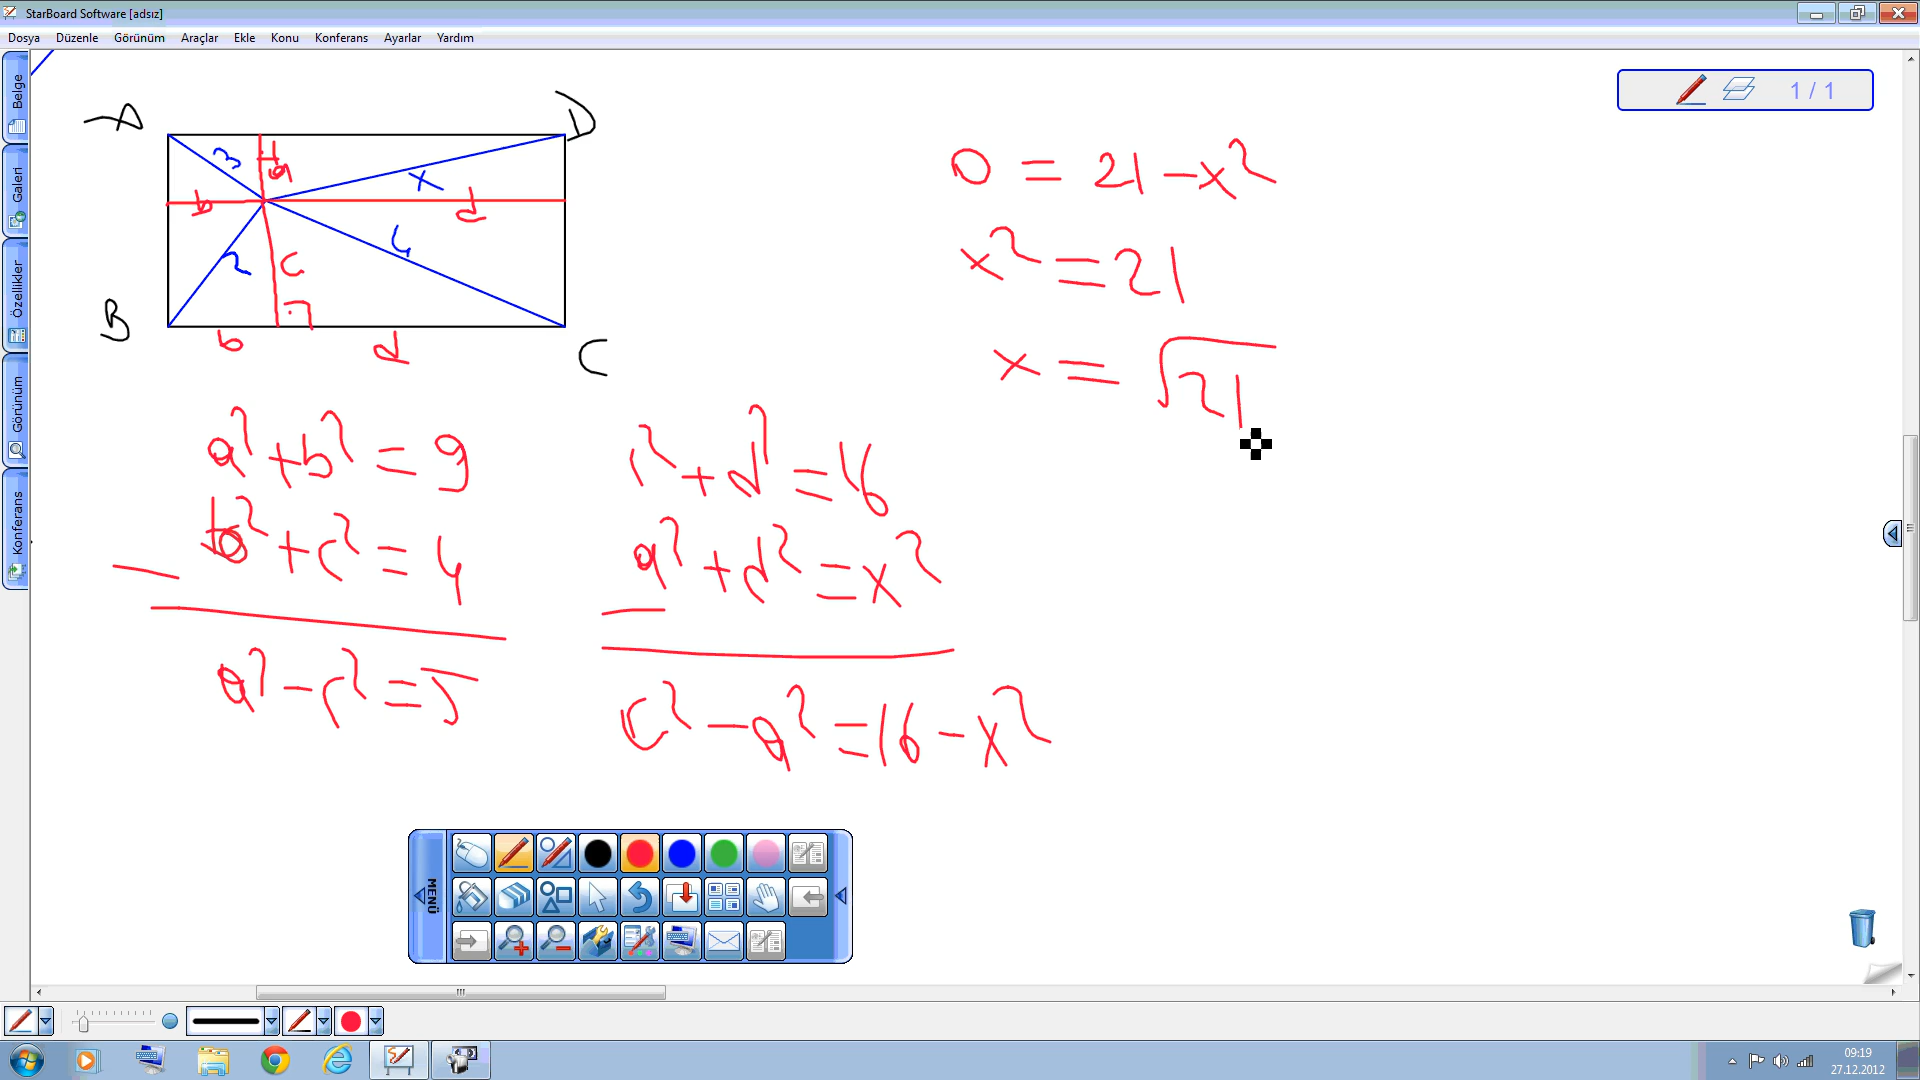 StarBoard Software [adsız]
Dosya Düzenle Görünüm Araçlar Ekle Konu Konferans Ayarlar Yardım
Belge
Galeri
Özellikler
Görünüm
Konferans
1 / 1
A
D
3
a
x
b
d
4
2
c
B
b
d
C
a²+b²=9
b²+c²=4
a²-c²=5
c²+d²=16
a²+d²=x²
c²-a²=16-x²
0=21-x²
x²=21
x=√21
MENÜ
09:19
27.12.2012